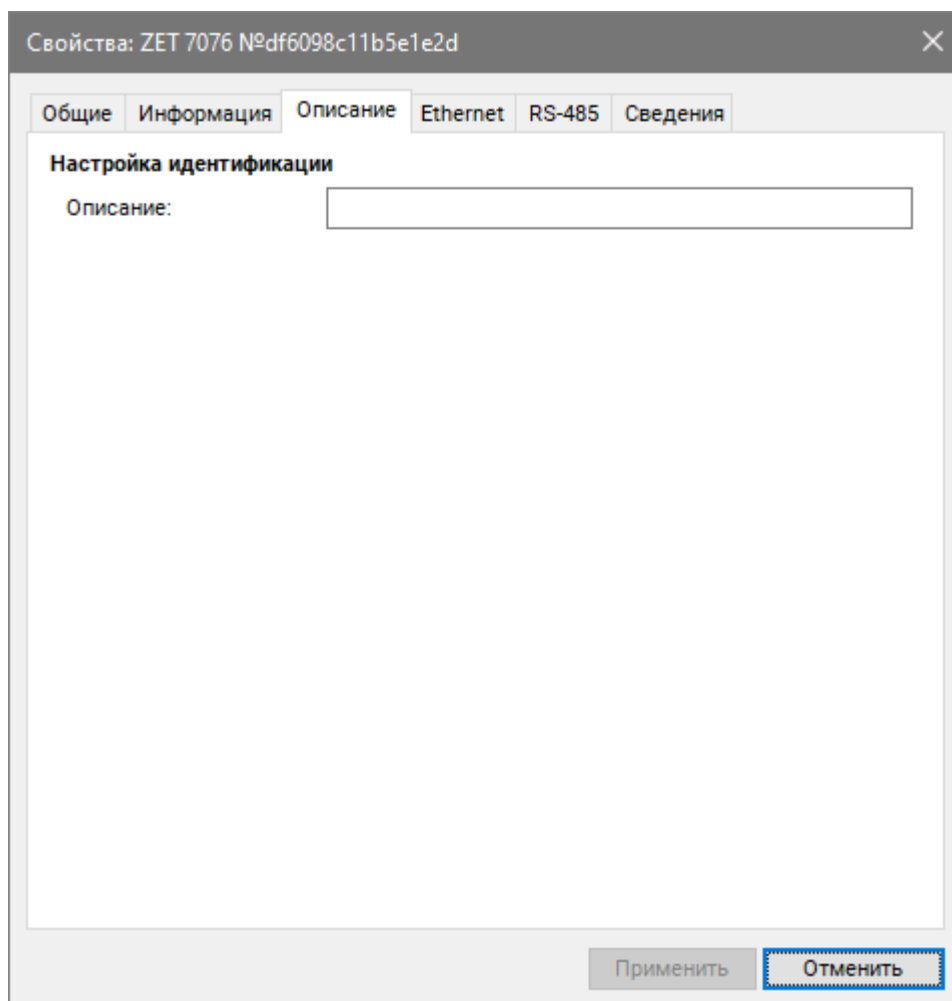 Свойства: ZET 7076 №df6098c11b5e1e2d
Общие Информация Описание Ethernet RS-485 Сведения
Настройка идентификации
Описание:
Применить Отменить